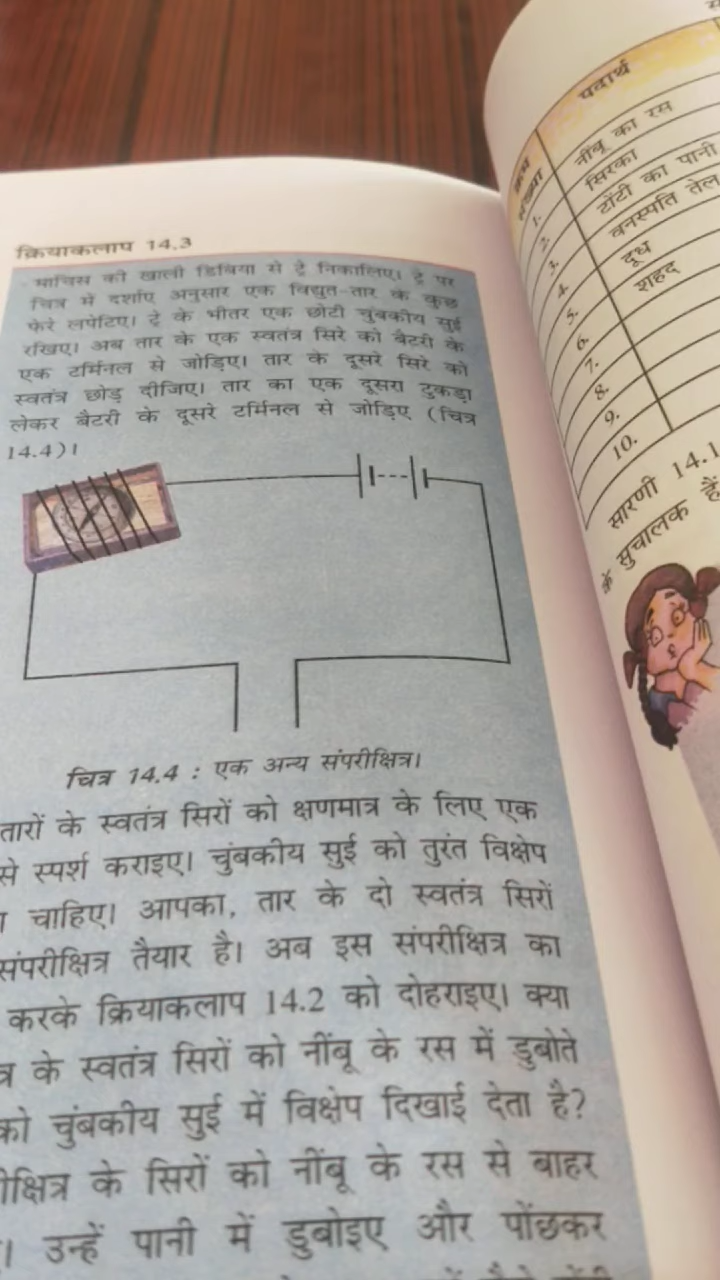 क्रियाकलाप 14.3
माचिस की खाली डिबिया से ट्रे निकालिए। ट्रे पर
चित्र में दर्शाए अनुसार एक विद्युत-तार के कुछ
फेरे लपेटिए। ट्रे के भीतर एक छोटी चुंबकीय सुई
रखिए। अब तार के एक स्वतंत्र सिरे को बैटरी के
एक टर्मिनल से जोड़िए। तार के दूसरे सिरे को
स्वतंत्र छोड़ दीजिए। तार का एक दूसरा टुकड़ा
लेकर बैटरी के दूसरे टर्मिनल से जोड़िए (चित्र
14.4)।
चित्र 14.4 : एक अन्य संपरीक्षित्र।
तारों के स्वतंत्र सिरों को क्षणमात्र के लिए एक
से स्पर्श कराइए। चुंबकीय सुई को तुरंत विक्षेप
चाहिए। आपका, तार के दो स्वतंत्र सिरों
संपरीक्षित्र तैयार है। अब इस संपरीक्षित्र का
करके क्रियाकलाप 14.2 को दोहराइए। क्या
के स्वतंत्र सिरों को नींबू के रस में डुबोते
को चुंबकीय सुई में विक्षेप दिखाई देता है?
के सिरों को नींबू के रस से बाहर
। उन्हें पानी में डुबोइए और पोंछकर
क्रम संख्या पदार्थ
1. नींबू का रस
2. सिरका
3. टोंटी का पानी
4. वनस्पति तेल
5. दूध
6. शहद
7.
8.
9.
10.
सारणी 14.1
के सुचालक हैं